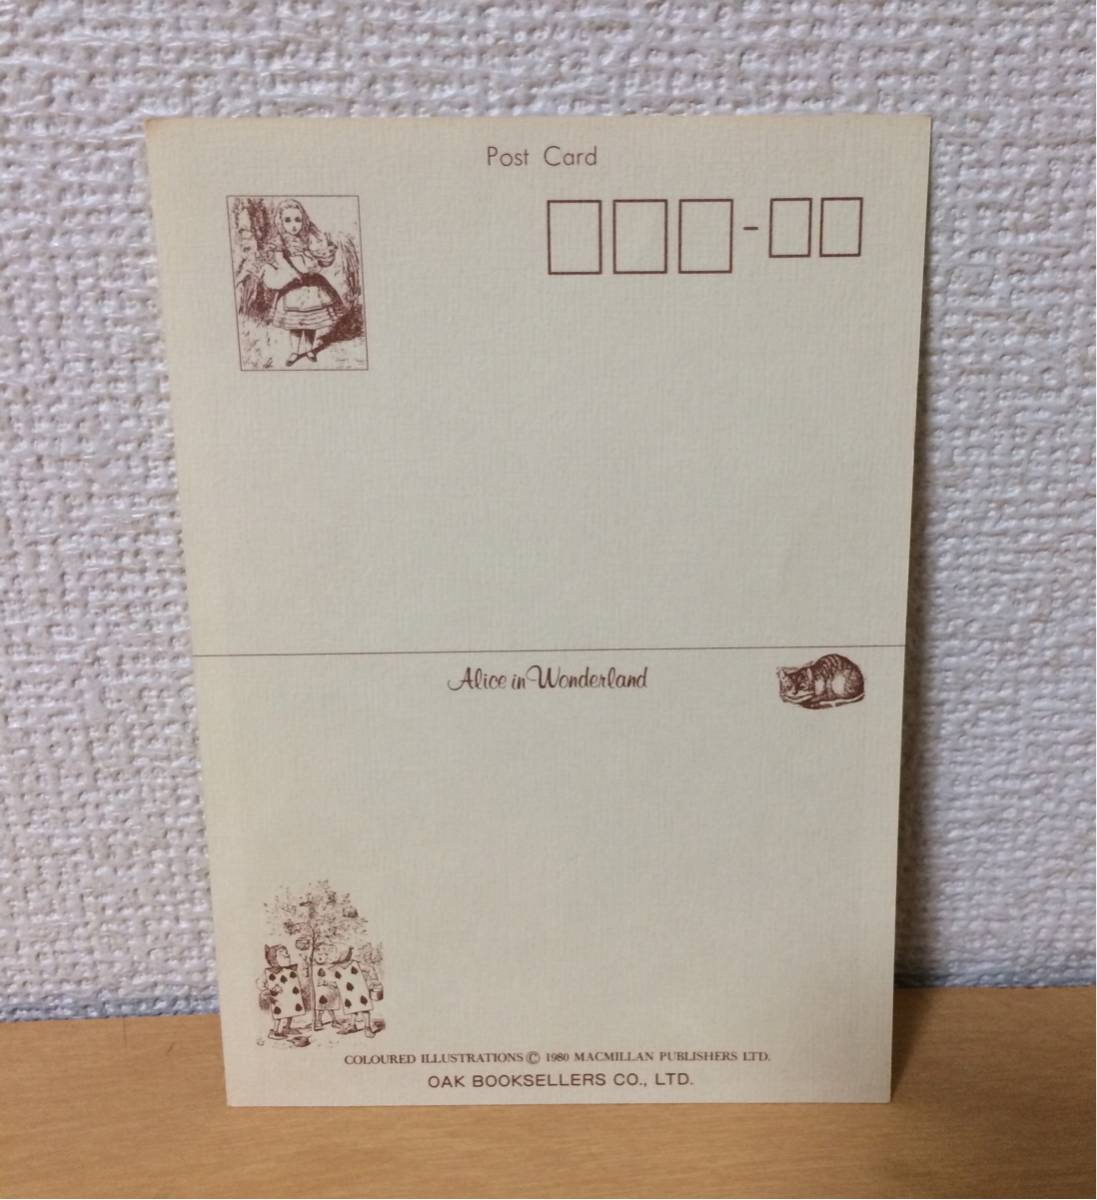 Post Card
-
Alice in Wonderland
COLOURED ILLUSTRATIONS © 1980 MACMILLAN PUBLISHERS LTD.
OAK BOOKSELLERS CO., LTD.